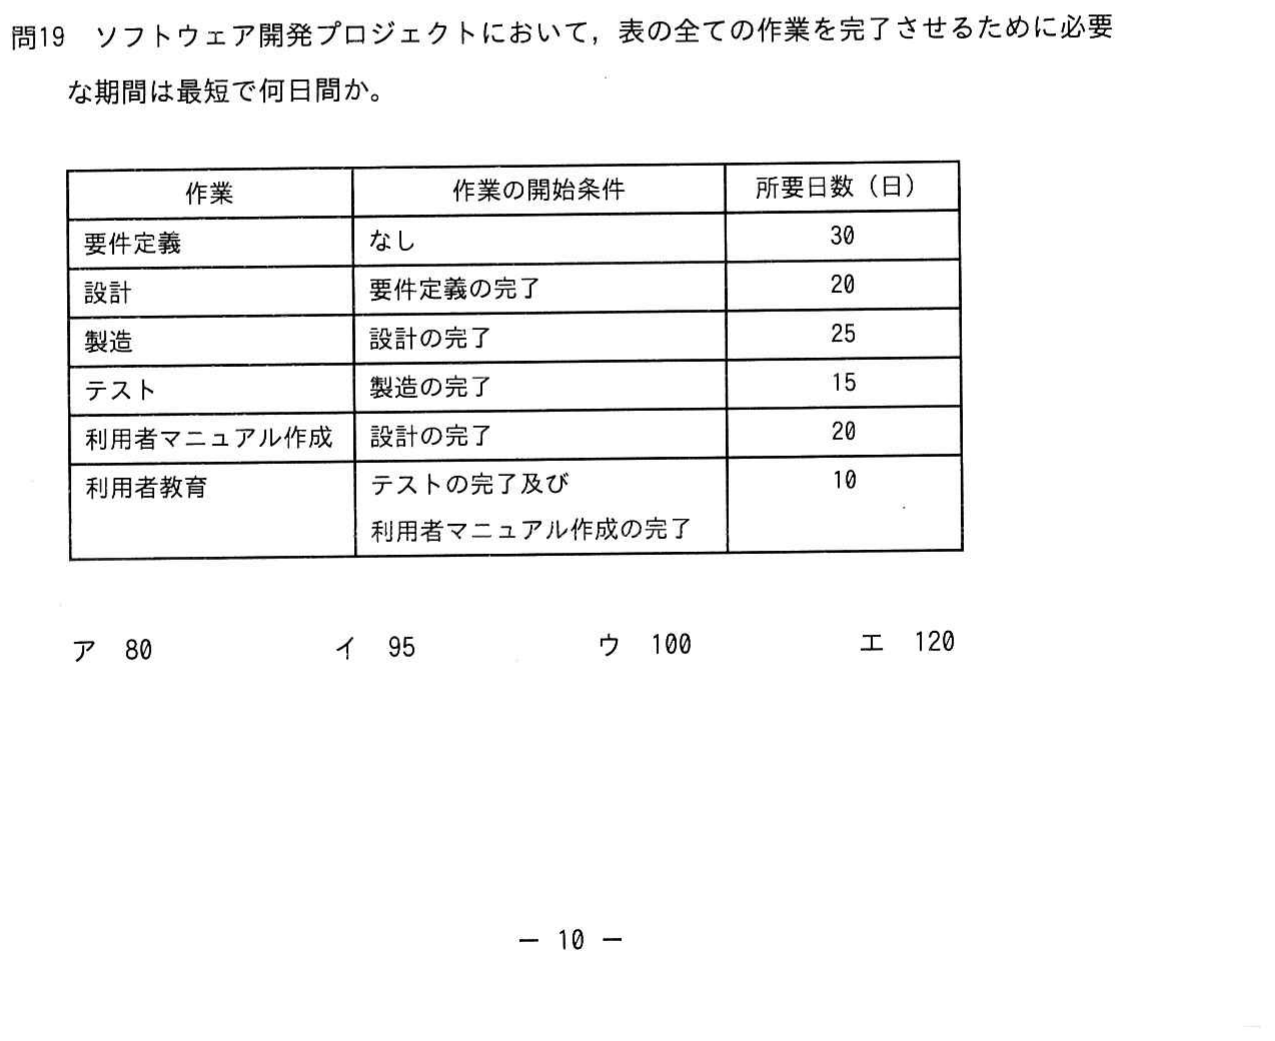 問19 ソフトウェア開発プロジェクトにおいて，表の全ての作業を完了させるために必要
な期間は最短で何日間か。
作業 作業の開始条件 所要日数（日）
要件定義 なし 30
設計 要件定義の完了 20
製造 設計の完了 25
テスト 製造の完了 15
利用者マニュアル作成 設計の完了 20
利用者教育 テストの完了及び 10
利用者マニュアル作成の完了
ア 80 イ 95 ウ 100 エ 120
－ 10 －